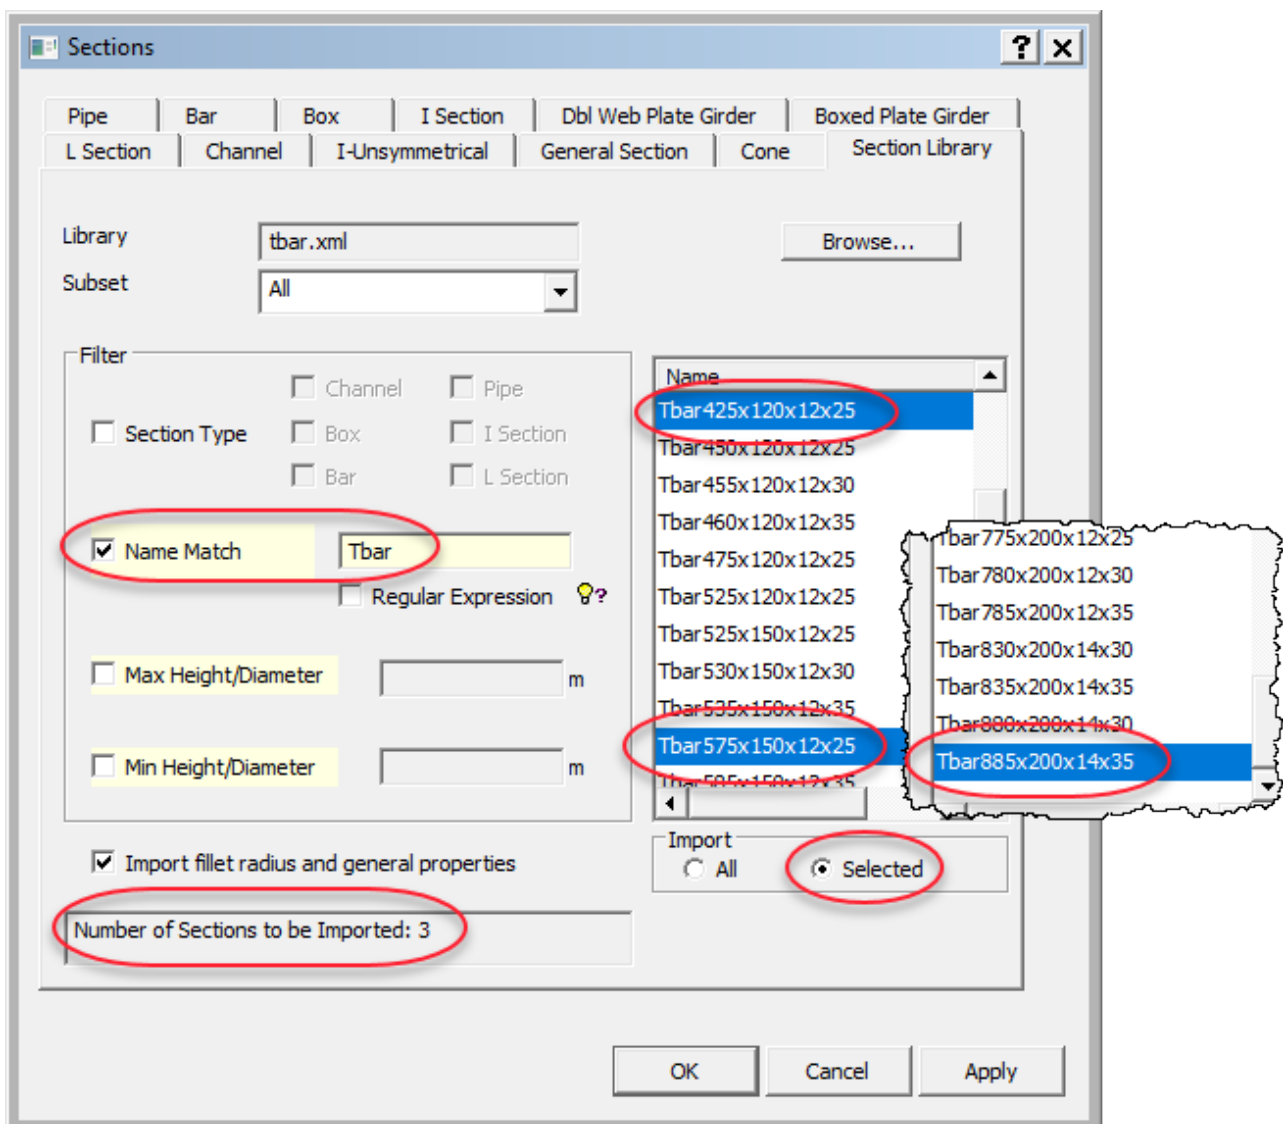 Sections
Pipe Bar Box I Section Dbl Web Plate Girder Boxed Plate Girder
L Section Channel I-Unsymmetrical General Section Cone Section Library
Library tbar.xml Browse...
Subset All
Filter
Section Type
Channel Pipe
Box I Section
Bar L Section
Name Match Tbar
Regular Expression ?
Max Height/Diameter m
Min Height/Diameter m
Import fillet radius and general properties
Number of Sections to be Imported: 3
Name
Tbar425x120x12x25
Tbar450x120x12x25
Tbar455x120x12x30
Tbar460x120x12x35
Tbar475x120x12x25
Tbar525x120x12x25
Tbar525x150x12x25
Tbar530x150x12x30
Tbar535x150x12x35
Tbar575x150x12x25
Tbar775x200x12x25
Tbar780x200x12x30
Tbar785x200x12x35
Tbar830x200x14x30
Tbar835x200x14x35
Tbar880x200x14x30
Tbar885x200x14x35
Import
All Selected
OK Cancel Apply